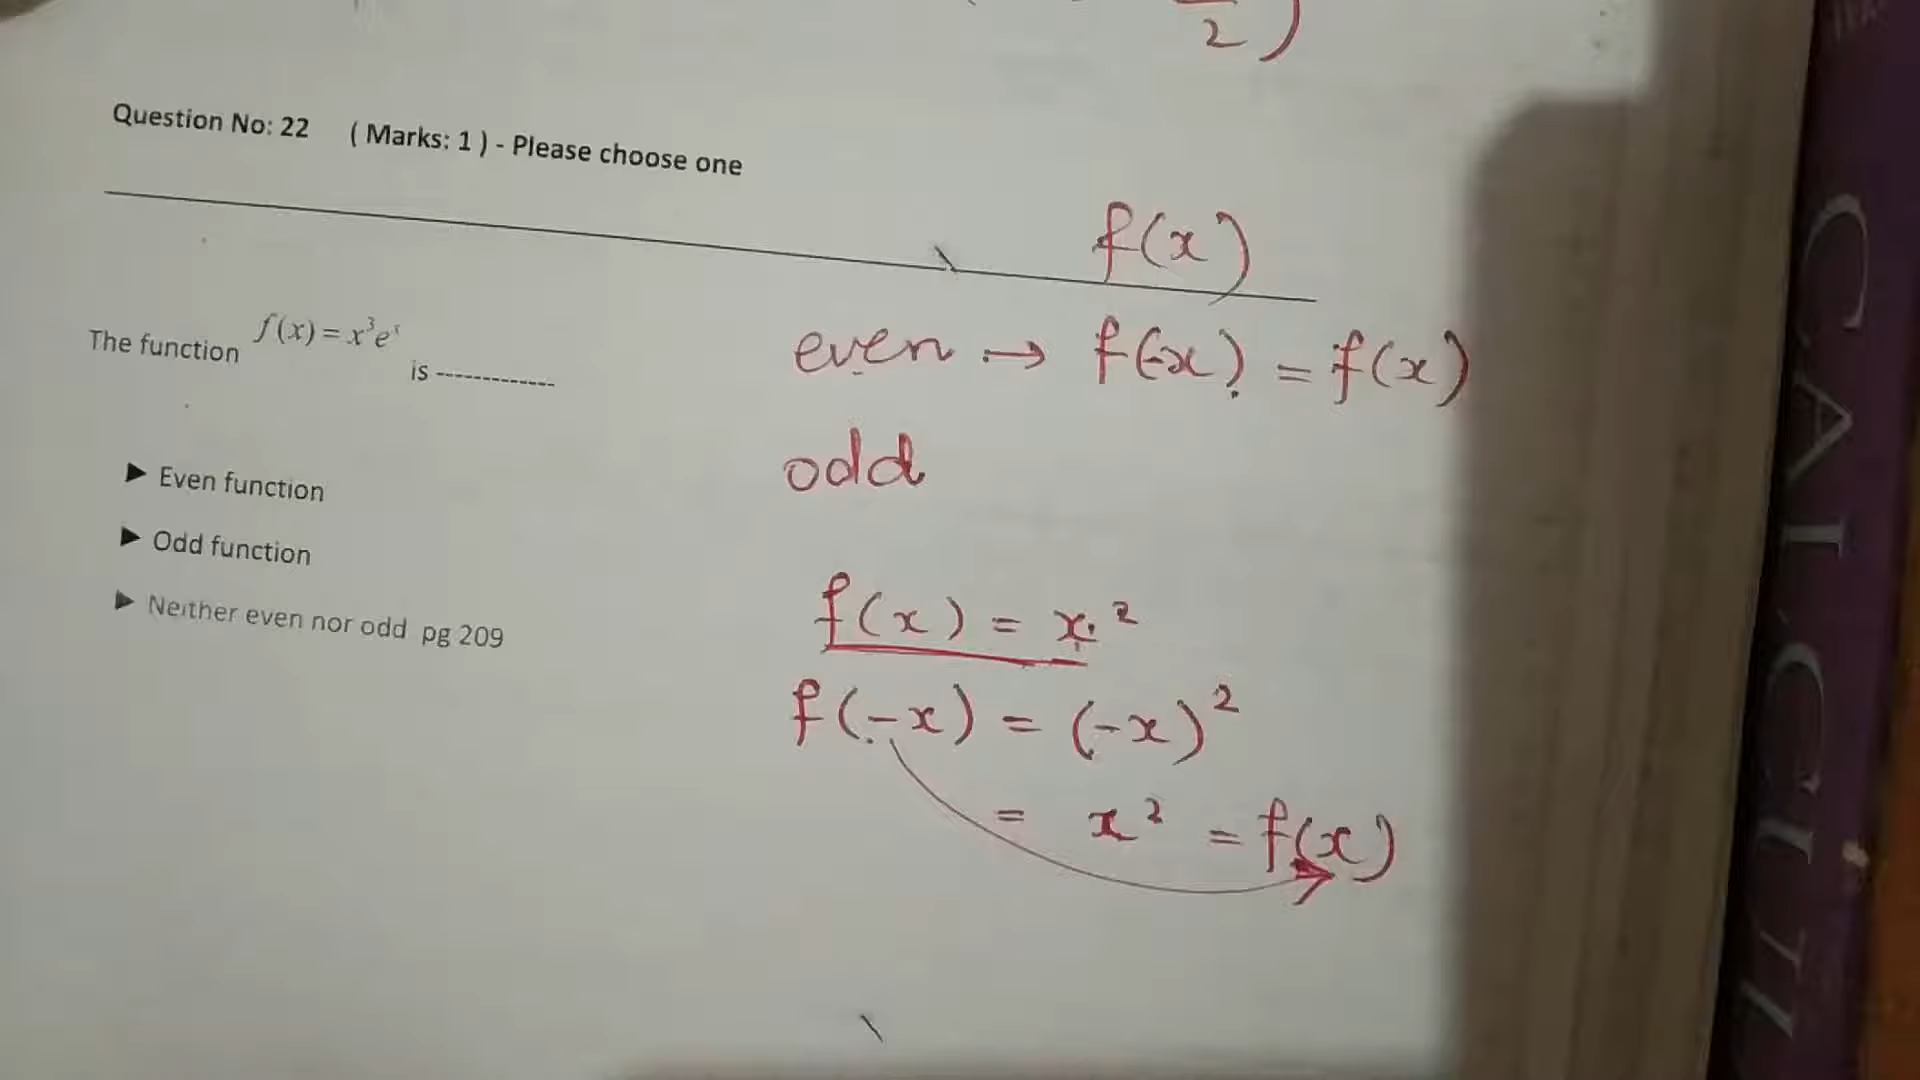 2 )
Question No: 22 ( Marks: 1 ) - Please choose one
f(x)
The function f(x) = x³eˣ is -------------
even → f(-x) = f(x)
odd
► Even function
► Odd function
► Neither even nor odd pg 209
f(x) = x²
f(-x) = (-x)²
= x² = f(x)
CALCU